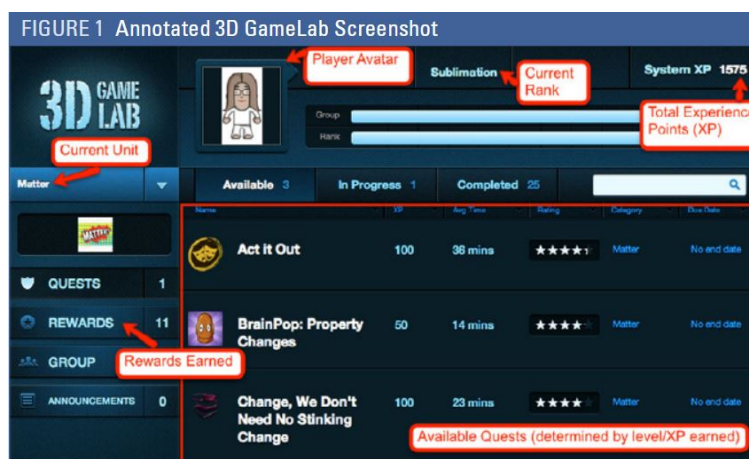 FIGURE 1 Annotated 3D GameLab Screenshot
3D GAME LAB
Player Avatar
Sublimation
Current Rank
System XP 1575
Total Experience
Points (XP)
Group
Rank
Current Unit
Matter
Available 3
In Progress 1
Completed 25
Name XP Avg Time Rating Category Due Date
MATTER
Act it Out 100 36 mins Matter No end date
QUESTS 1
REWARDS 11
BrainPop: Property Changes 50 14 mins Matter No end date
Rewards Earned
GROUP
ANNOUNCEMENTS 0
Change, We Don't Need No Stinking Change 100 23 mins Matter No end date
Available Quests (determined by level/XP earned)